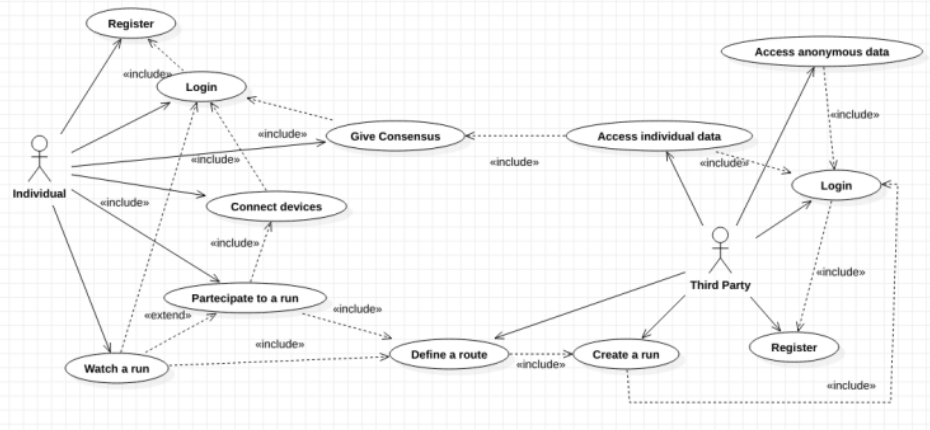 Register
Access anonymous data
«include»
Login
«include»
«include»
Give Consensus
Access individual data
«include»
«include»
«include»
Individual
Login
«include»
Connect devices
«include»
«include»
Third Party
Partecipate to a run
«extend»
«include»
«include»
Watch a run
Define a route
«include»
Create a run
Register
«include»